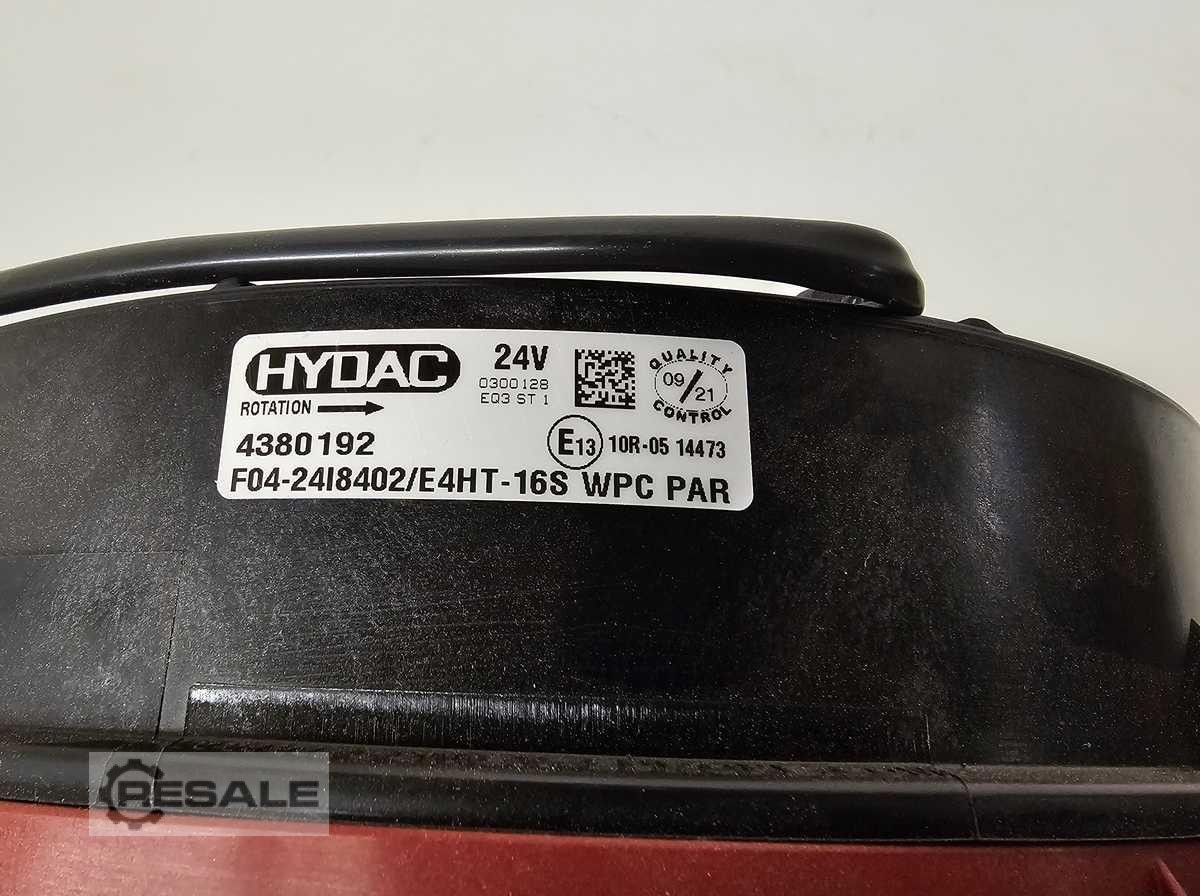 HYDAC
24V
0300128
EQ3 ST 1
QUALITY
09/21
CONTROL
ROTATION
4380192
E13
10R-05 14473
F04-24I8402/E4HT-16S WPC PAR
RESALE